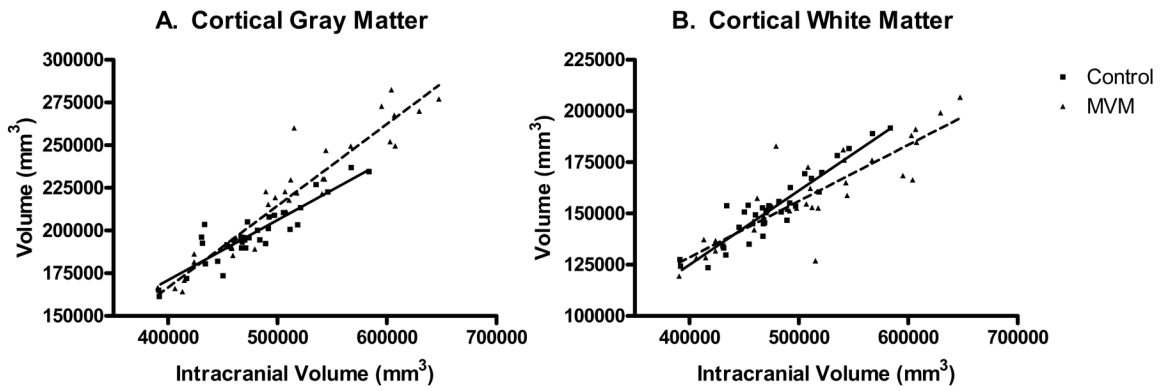 A. Cortical Gray Matter
Volume (mm³)
300000
275000
250000
225000
200000
175000
150000
400000 500000 600000 700000
Intracranial Volume (mm³)
B. Cortical White Matter
Volume (mm³)
225000
200000
175000
150000
125000
100000
400000 500000 600000 700000
Intracranial Volume (mm³)
Control
MVM